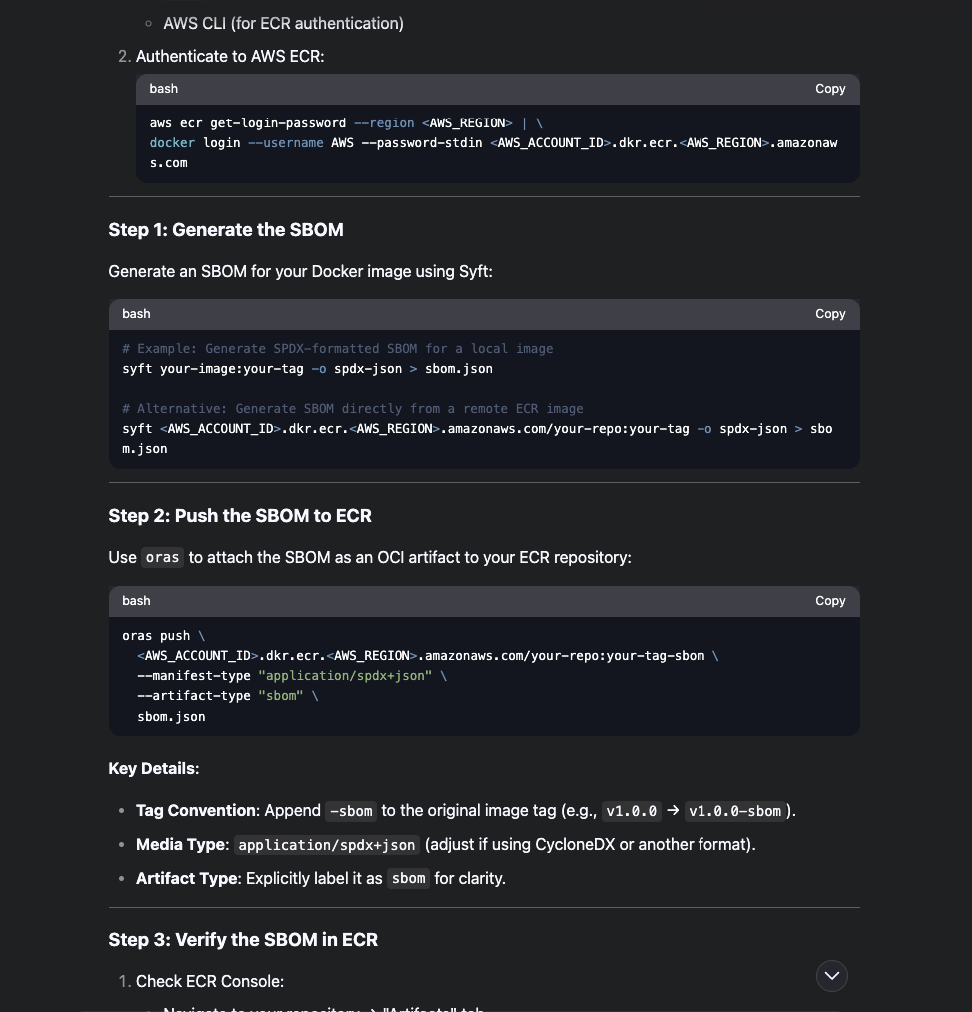 AWS CLI (for ECR authentication)
2. Authenticate to AWS ECR:
bash Copy
aws ecr get-login-password --region <AWS_REGION> | \
docker login --username AWS --password-stdin <AWS_ACCOUNT_ID>.dkr.ecr.<AWS_REGION>.amazonaw
s.com
Step 1: Generate the SBOM
Generate an SBOM for your Docker image using Syft:
bash Copy
# Example: Generate SPDX-formatted SBOM for a local image
syft your-image:your-tag -o spdx-json > sbom.json
# Alternative: Generate SBOM directly from a remote ECR image
syft <AWS_ACCOUNT_ID>.dkr.ecr.<AWS_REGION>.amazonaws.com/your-repo:your-tag -o spdx-json > sbo
m.json
Step 2: Push the SBOM to ECR
Use oras to attach the SBOM as an OCI artifact to your ECR repository:
bash Copy
oras push \
<AWS_ACCOUNT_ID>.dkr.ecr.<AWS_REGION>.amazonaws.com/your-repo:your-tag-sbom \
--manifest-type "application/spdx+json" \
--artifact-type "sbom" \
sbom.json
Key Details:
• Tag Convention: Append -sbom to the original image tag (e.g., v1.0.0 → v1.0.0-sbom ).
• Media Type: application/spdx+json (adjust if using CycloneDX or another format).
• Artifact Type: Explicitly label it as sbom for clarity.
Step 3: Verify the SBOM in ECR
1. Check ECR Console:
Navigate to your repository → "Artifacts" tab